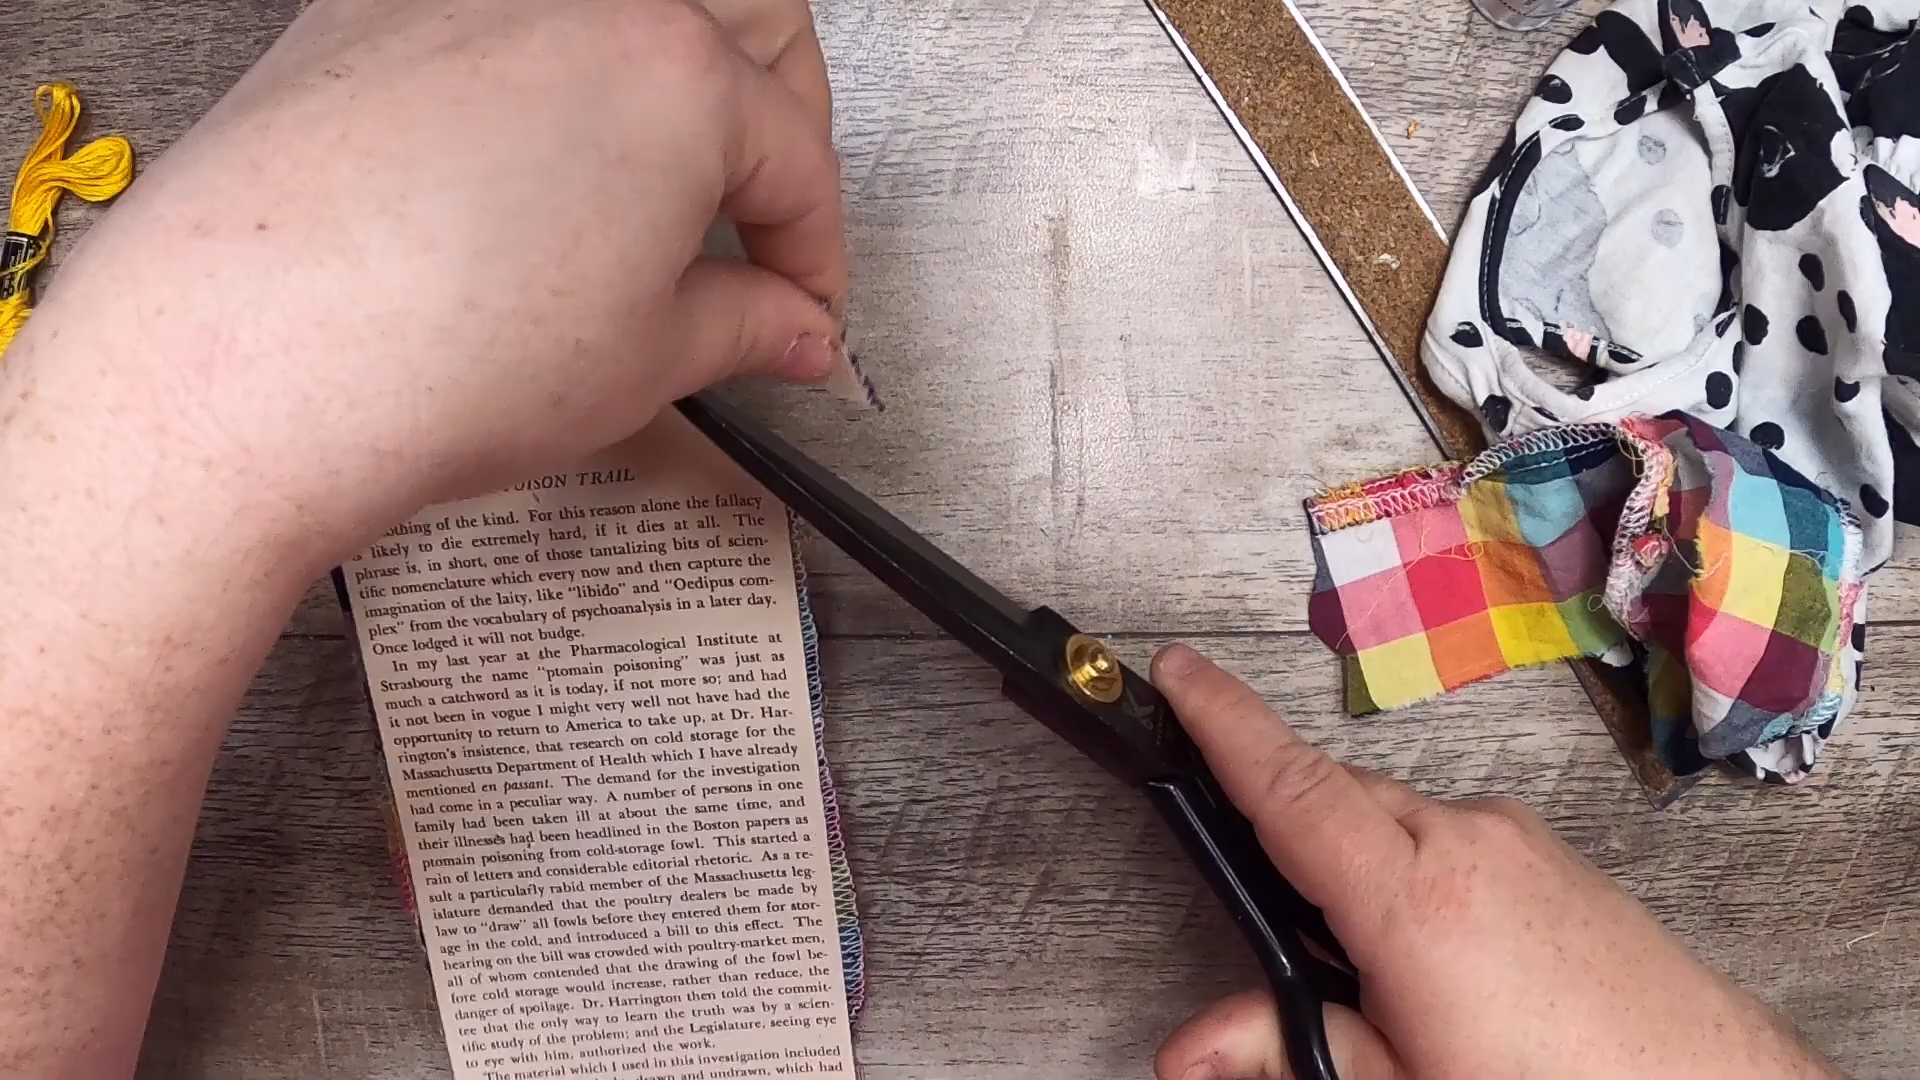 OISON TRAIL
othing of the kind. For this reason alone the fallacy
likely to die extremely hard, if it dies at all. The
phrase is, in short, one of those tantalizing bits of scien-
tific nomenclature which every now and then capture the
imagination of the laity, like "libido" and "Oedipus com-
plex" from the vocabulary of psychoanalysis in a later day.
Once lodged it will not budge.
In my last year at the Pharmacological Institute at
Strasbourg the name "ptomain poisoning" was just as
much a catchword as it is today, if not more so; and had
it not been in vogue I might very well not have had the
opportunity to return to America to take up, at Dr. Har-
rington's insistence, that research on cold storage for the
Massachusetts Department of Health which I have already
mentioned en passant. The demand for the investigation
had come in a peculiar way. A number of persons in one
family had been taken ill at about the same time, and
their illnesses had been headlined in the Boston papers as
ptomain poisoning from cold-storage fowl. This started a
rain of letters and considerable editorial rhetoric. As a re-
sult a particularly rabid member of the Massachusetts leg-
islature demanded that the poultry dealers be made by
law to "draw" all fowls before they entered them for stor-
age in the cold, and introduced a bill to this effect. The
hearing on the bill was crowded with poultry-market men,
all of whom contended that the drawing of the fowl be-
fore cold storage would increase, rather than reduce, the
danger of spoilage. Dr. Harrington then told the commit-
tee that the only way to learn the truth was by a scien-
tific study of the problem; and the Legislature, seeing eye
to eye with him, authorized the work.
The material which I used in this investigation included
drawn and undrawn, which had